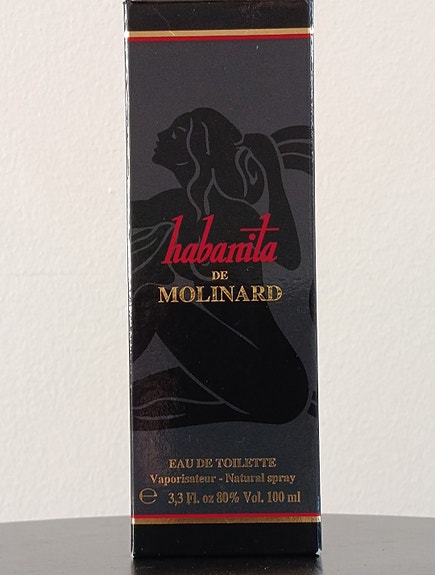 habanita
DE
MOLINARD
EAU DE TOILETTE
Vaporisateur - Natural spray
℮ 3,3 Fl. oz 80% Vol. 100 ml